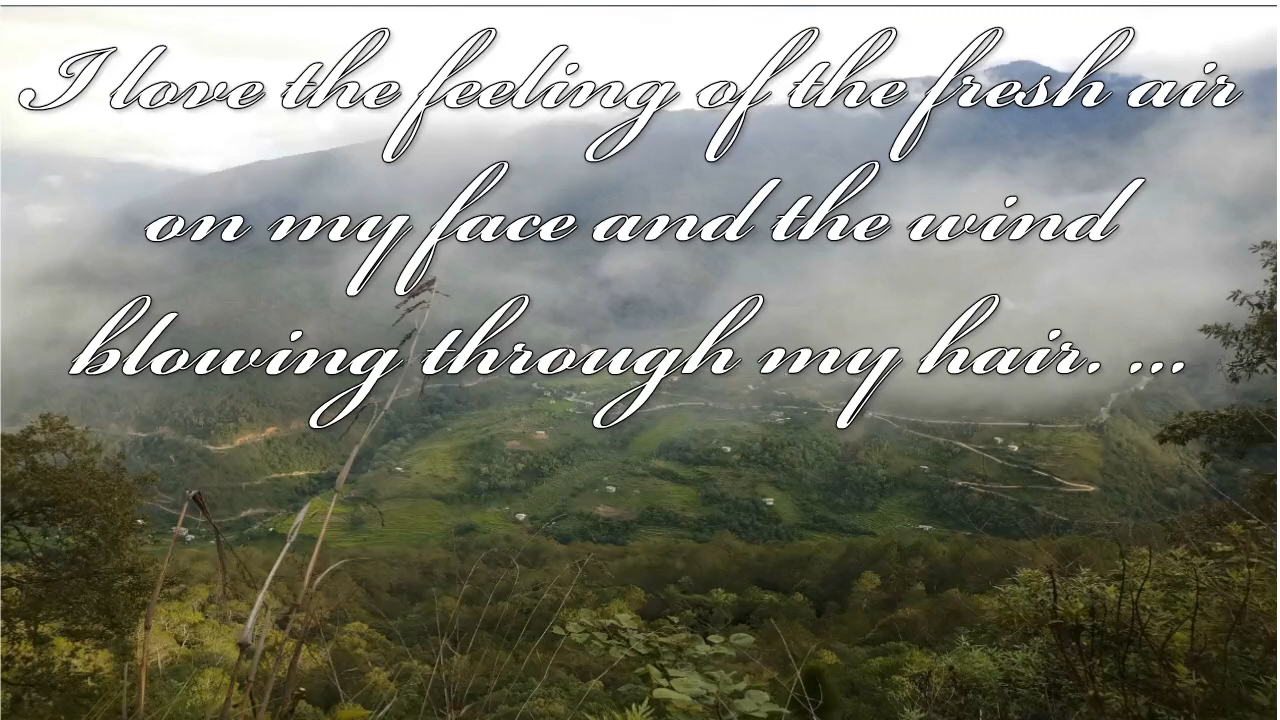 I love the feeling of the fresh air
on my face and the wind
blowing through my hair. ...